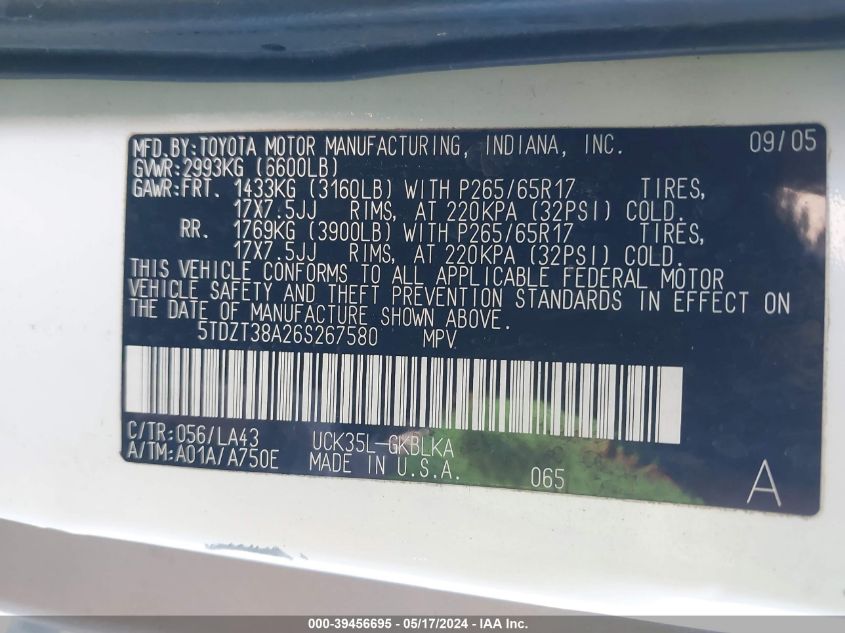 MFD.BY:TOYOTA MOTOR MANUFACTURING, INDIANA, INC. 09/05
GVWR:2993KG (6600LB)
GAWR:FRT. 1433KG (3160LB) WITH P265/65R17 TIRES,
17X7.5JJ RIMS, AT 220KPA (32PSI) COLD.
RR. 1769KG (3900LB) WITH P265/65R17 TIRES,
17X7.5JJ RIMS, AT 220KPA (32PSI) COLD.
THIS VEHICLE CONFORMS TO ALL APPLICABLE FEDERAL MOTOR
VEHICLE SAFETY AND THEFT PREVENTION STANDARDS IN EFFECT ON
THE DATE OF MANUFACTURE SHOWN ABOVE.
5TDZT38A26S267580 MPV
C/TR:056/LA43 UCK35L-GKBLKA
A/TM:A01A/A750E MADE IN U.S.A. 065 A
000-39456695 - 05/17/2024 - IAA Inc.